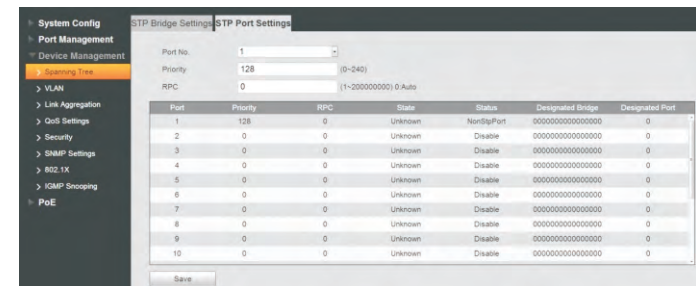 System Config
Port Management
Device Management
Spanning Tree
VLAN
Link Aggregation
QoS Settings
Security
SNMP Settings
802.1X
IGMP Snooping
PoE
STP Bridge Settings STP Port Settings
Port No. 1
Priority 128 (0~240)
RPC 0 (1~200000000) 0:Auto
Port Priority RPC State Status Designated Bridge Designated Port
1 128 0 Unknown NonStpPort 0000000000000000 0
2 0 0 Unknown Disable 0000000000000000 0
3 0 0 Unknown Disable 0000000000000000 0
4 0 0 Unknown Disable 0000000000000000 0
5 0 0 Unknown Disable 0000000000000000 0
6 0 0 Unknown Disable 0000000000000000 0
7 0 0 Unknown Disable 0000000000000000 0
8 0 0 Unknown Disable 0000000000000000 0
9 0 0 Unknown Disable 0000000000000000 0
10 0 0 Unknown Disable 0000000000000000 0
Save